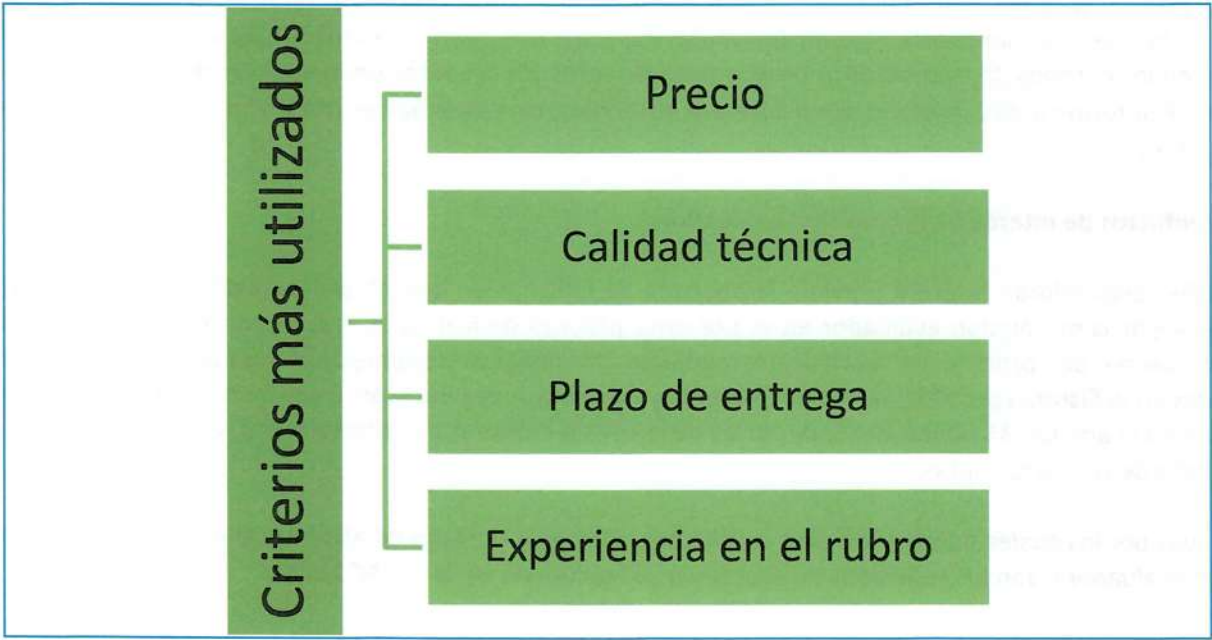 Criterios más utilizados
Precio
Calidad técnica
Plazo de entrega
Experiencia en el rubro